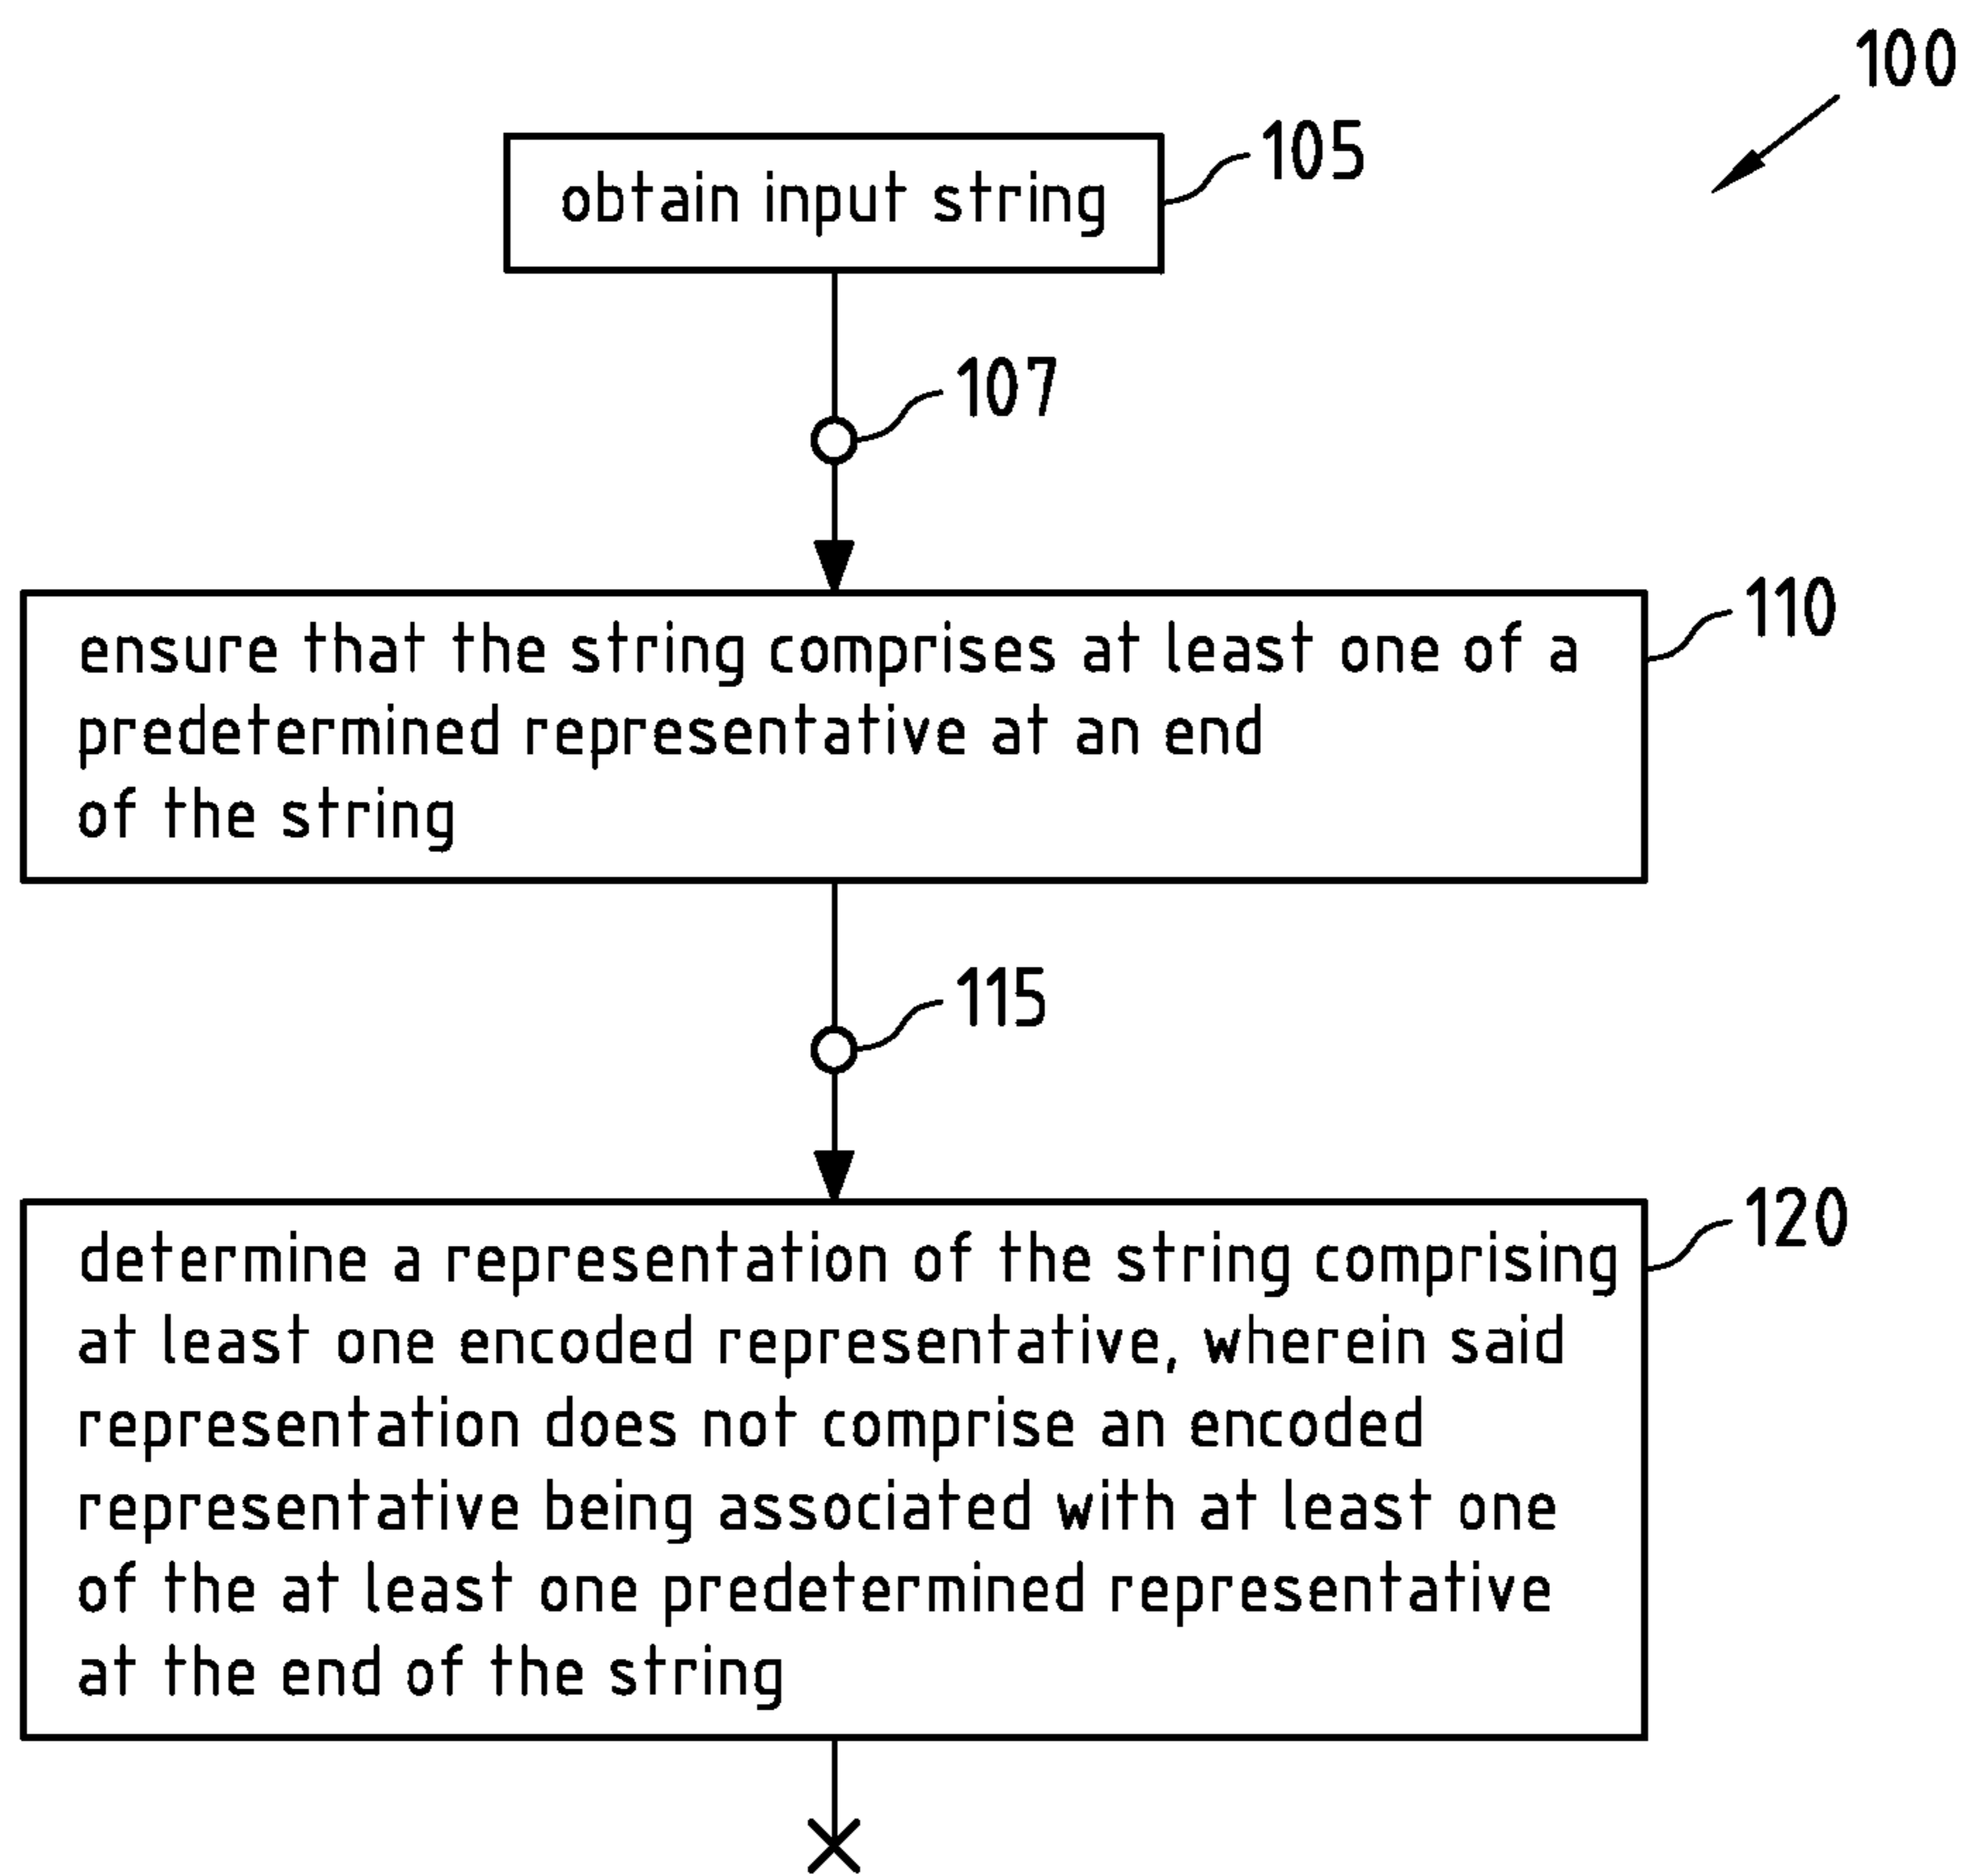 100
obtain input string
105
107
ensure that the string comprises at least one of a
predetermined representative at an end
of the string
110
115
determine a representation of the string comprising
at least one encoded representative, wherein said
representation does not comprise an encoded
representative being associated with at least one
of the at least one predetermined representative
at the end of the string
120